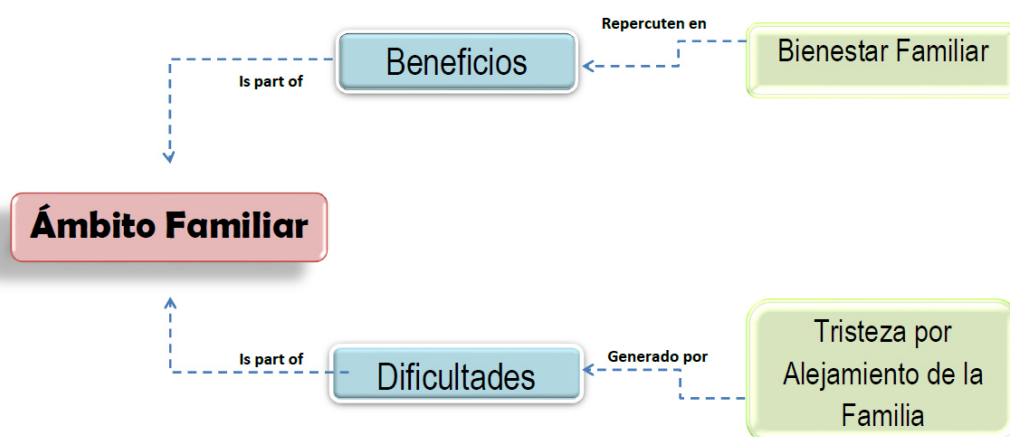 Repercuten en
Beneficios
Bienestar Familiar
Is part of
Ámbito Familiar
Is part of
Dificultades
Generado por
Tristeza por
Alejamiento de la
Familia